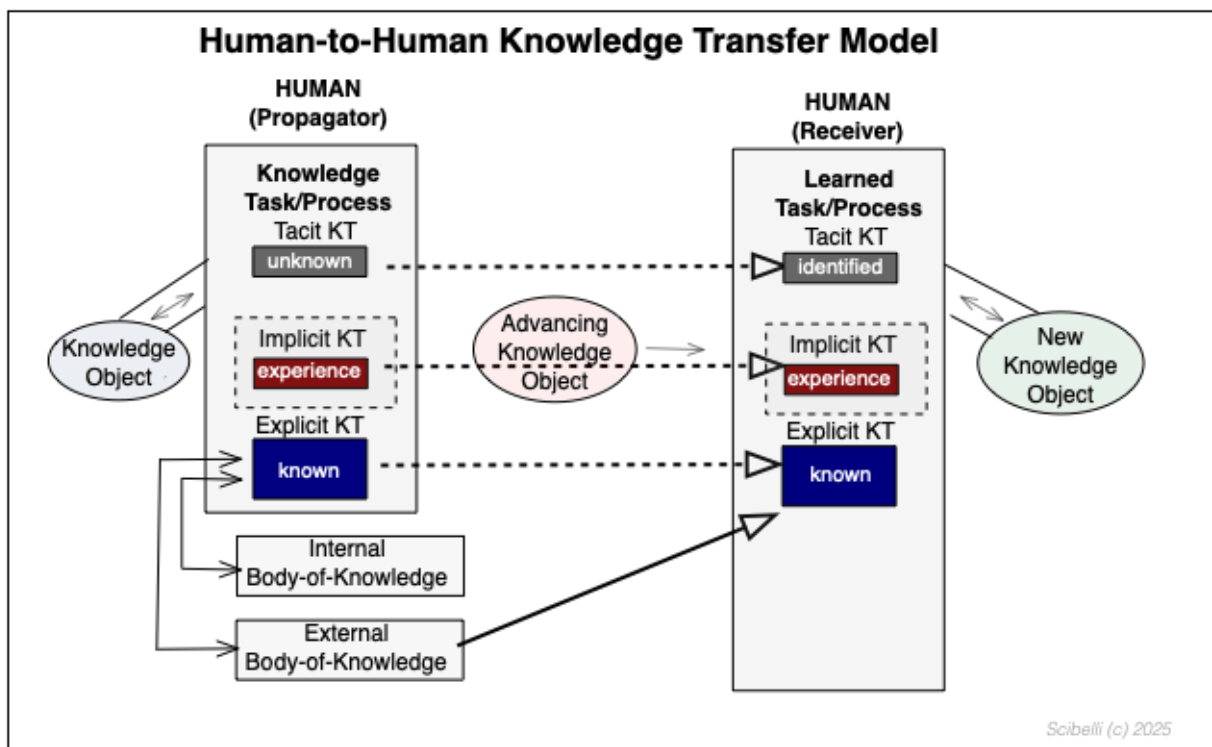 Human-to-Human Knowledge Transfer Model
HUMAN
(Propagator)
Knowledge
Task/Process
Tacit KT
unknown
Implicit KT
experience
Explicit KT
known
Knowledge
Object
Internal
Body-of-Knowledge
External
Body-of-Knowledge
Advancing
Knowledge
Object
HUMAN
(Receiver)
Learned
Task/Process
Tacit KT
identified
Implicit KT
experience
Explicit KT
known
New
Knowledge
Object
Scibelli (c) 2025